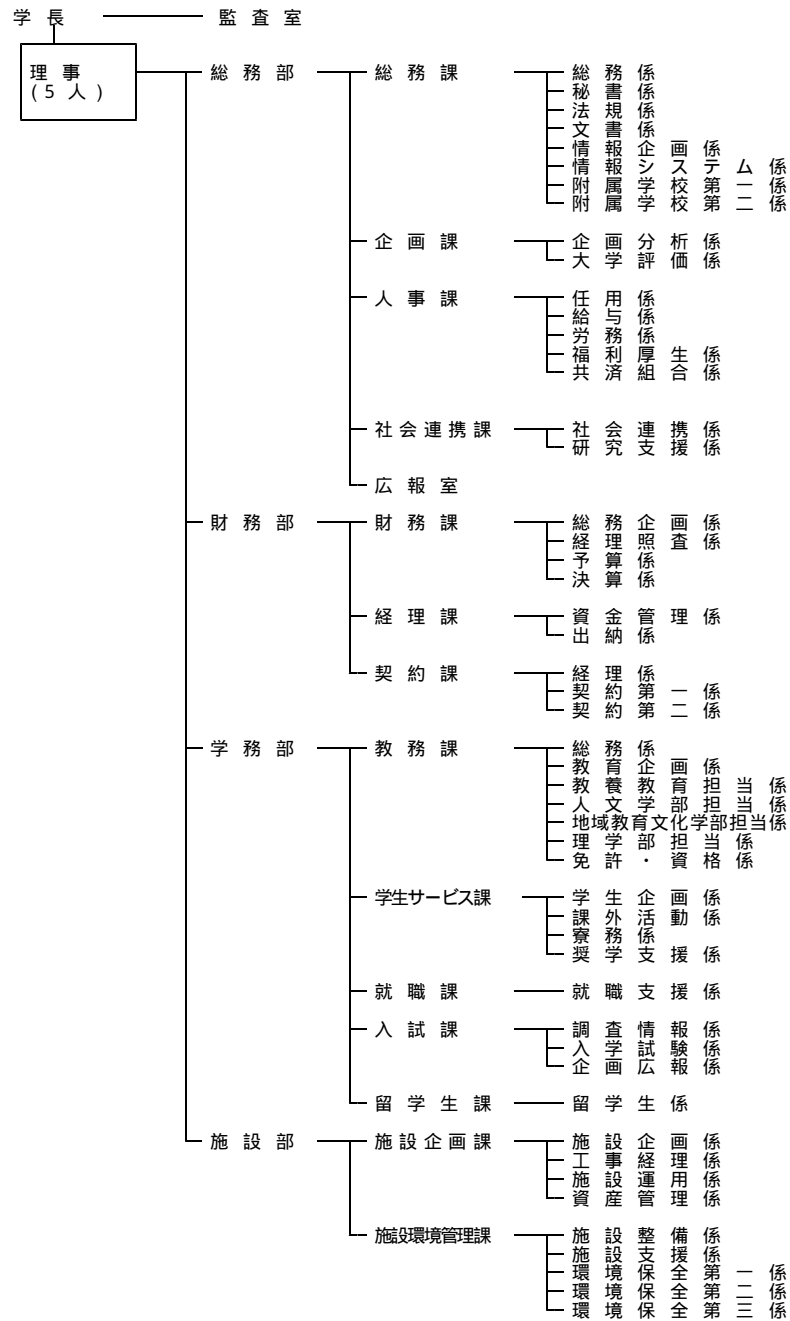 学長 監査室
理事 総務部 総務課 総務係
(5人) 秘書係
法規係
文書係
情報企画係
情報システム係
附属学校第一係
附属学校第二係
企画課 企画分析係
大学評価係
人事課 任用係
給与係
労務係
福利厚生係
共済組合係
社会連携課 社会連携係
研究支援係
広報室
財務部 財務課 総務企画係
経理照査係
予算係
決算係
経理課 資金管理係
出納係
契約課 経理係
契約第一係
契約第二係
学務部 教務課 総務係
教育企画係
教養教育担当係
人文学部担当係
地域教育文化学部担当係
理学部担当係
免許・資格係
学生サービス課 学生企画係
課外活動係
寮務係
奨学支援係
就職課 就職支援係
入試課 調査情報係
入学試験係
企画広報係
留学生課 留学生係
施設部 施設企画課 施設企画係
工事経理係
施設運用係
資産管理係
施設環境管理課 施設整備係
施設支援係
環境保全第一係
環境保全第二係
環境保全第三係